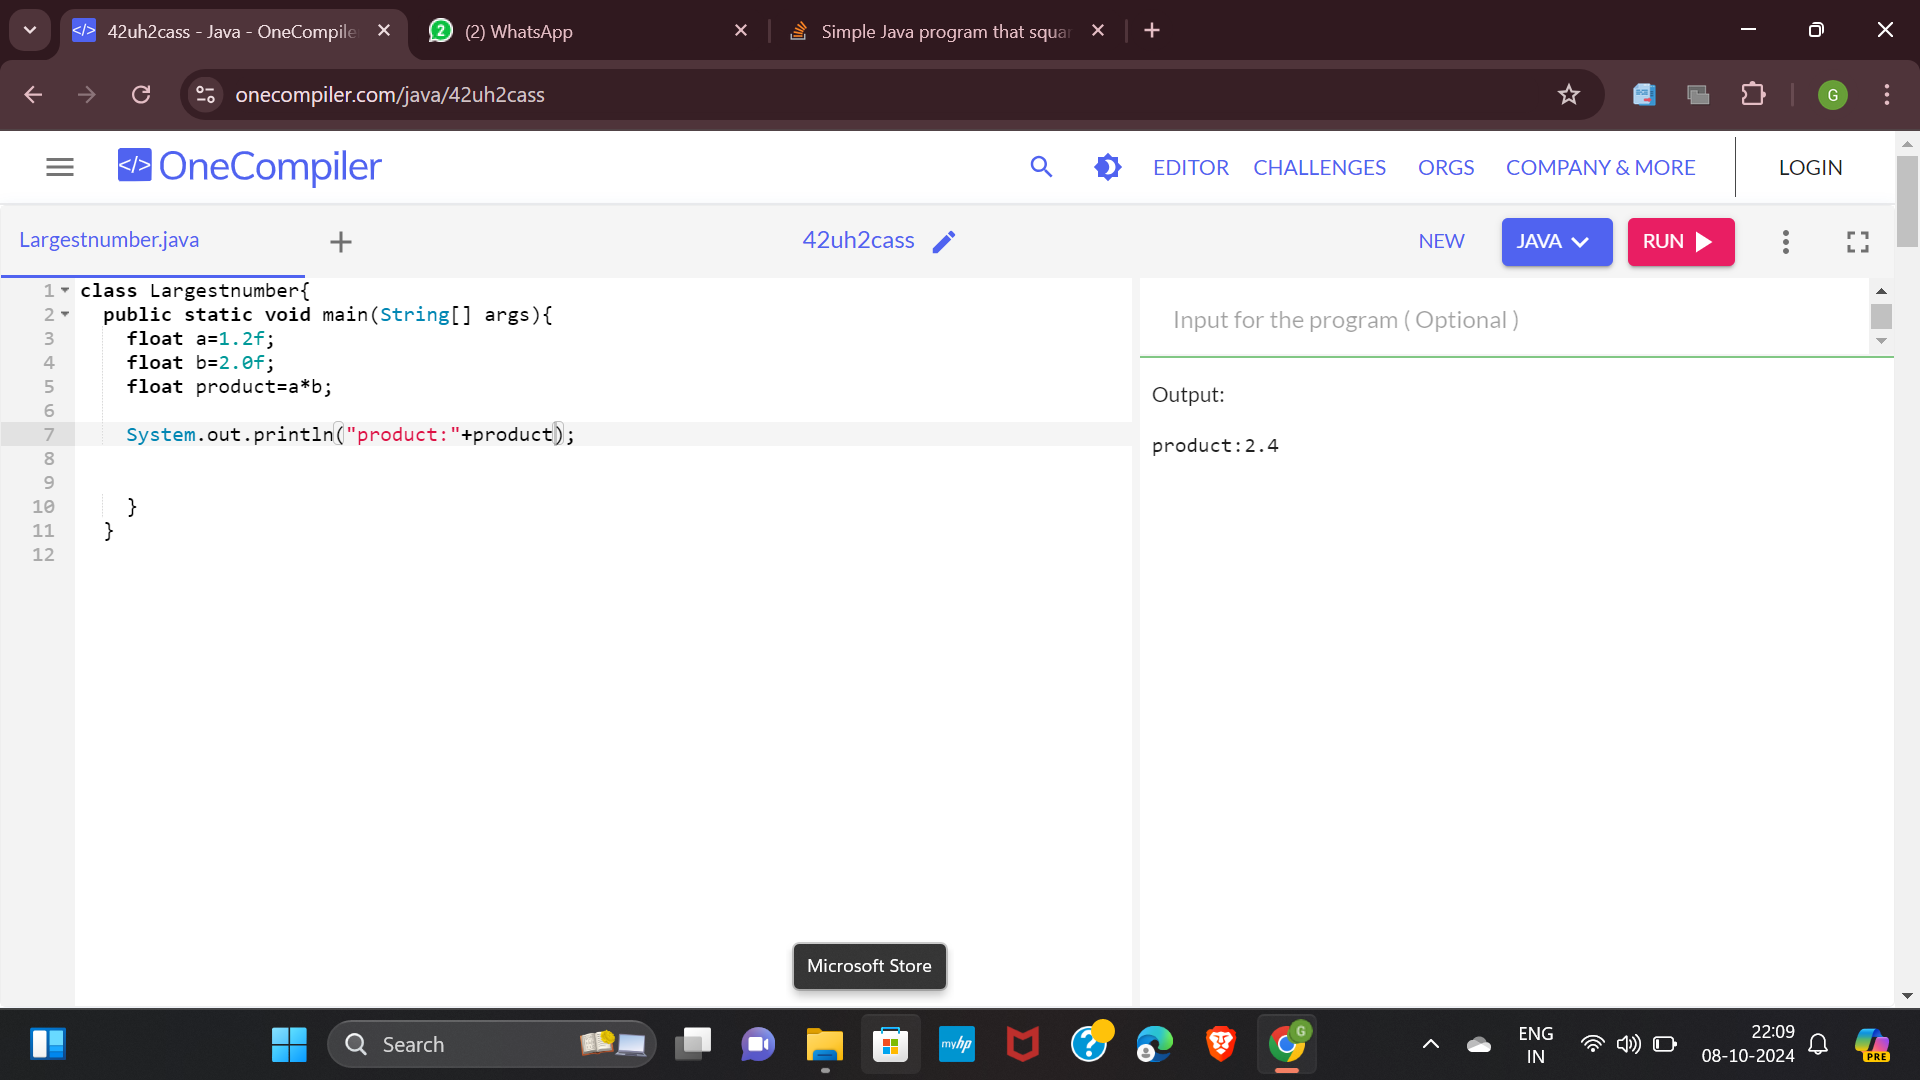 42uh2cass - Java - OneCompile
(2) WhatsApp
Simple Java program that squar
onecompiler.com/java/42uh2cass
G
</> OneCompiler
EDITOR CHALLENGES ORGS COMPANY & MORE LOGIN
Largestnumber.java
42uh2cass
NEW JAVA RUN
1 class Largestnumber{
2 public static void main(String[] args){
3 float a=1.2f;
4 float b=2.0f;
5 float product=a*b;
6
7 System.out.println("product:"+product);
8
9
10 }
11 }
12
Input for the program ( Optional )
Output:
product:2.4
Microsoft Store
Search
myhp
G
ENG
IN
22:09
08-10-2024
PRE